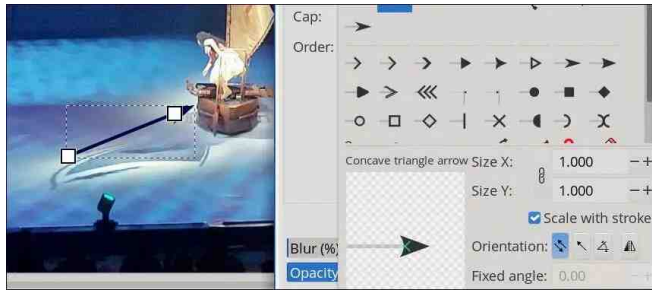 Cap:
Order:
Concave triangle arrow
Size X: 1.000 −+
Size Y: 1.000 −+
Scale with stroke
Orientation:
Fixed angle: 0.00 −+
Blur (%)
Opacity